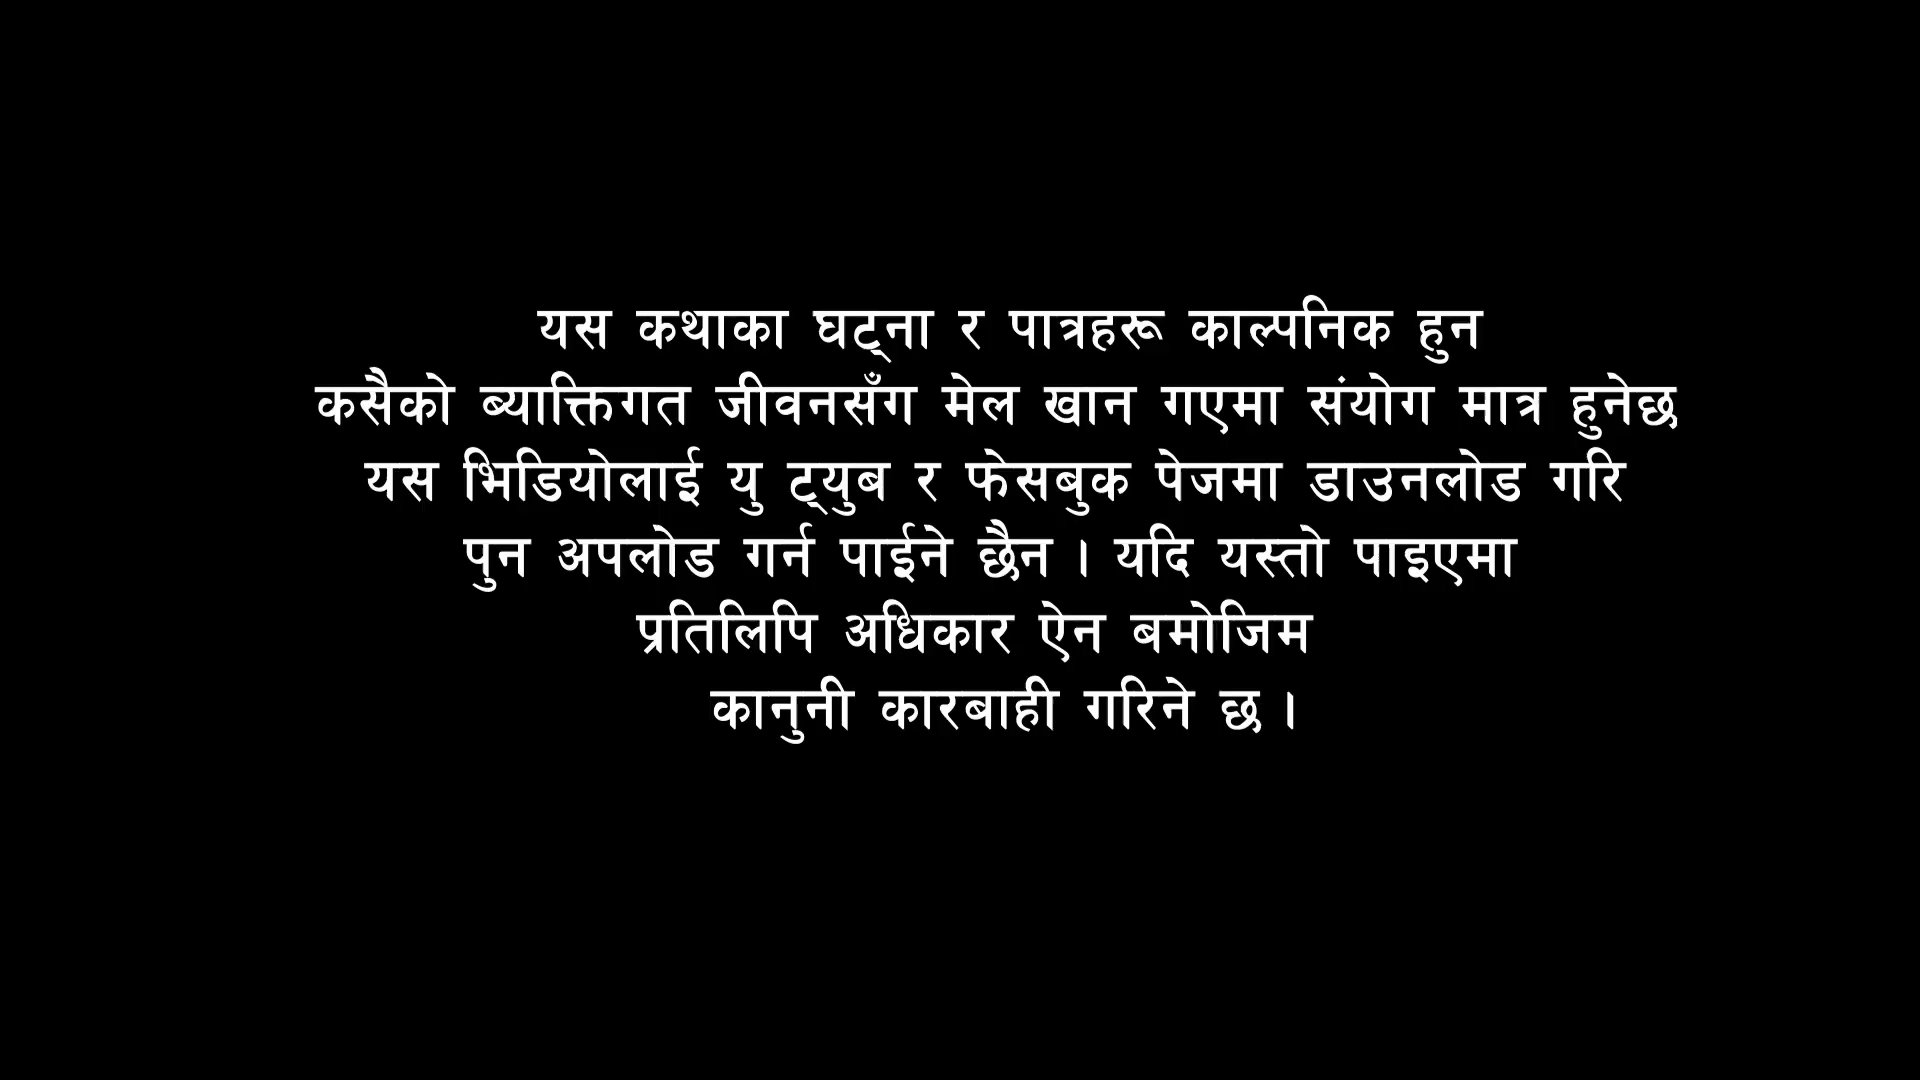 यस कथाका घट्ना र पात्रहरू काल्पनिक हुन
कसैको ब्याक्तिगत जीवनसँग मेल खान गएमा संयोग मात्र हुनेछ
यस भिडियोलाई यु ट्युब र फेसबुक पेजमा डाउनलोड गरि
पुन अपलोड गर्न पाईने छैन । यदि यस्तो पाइएमा
प्रतिलिपि अधिकार ऐन बमोजिम
कानुनी कारबाही गरिने छ ।